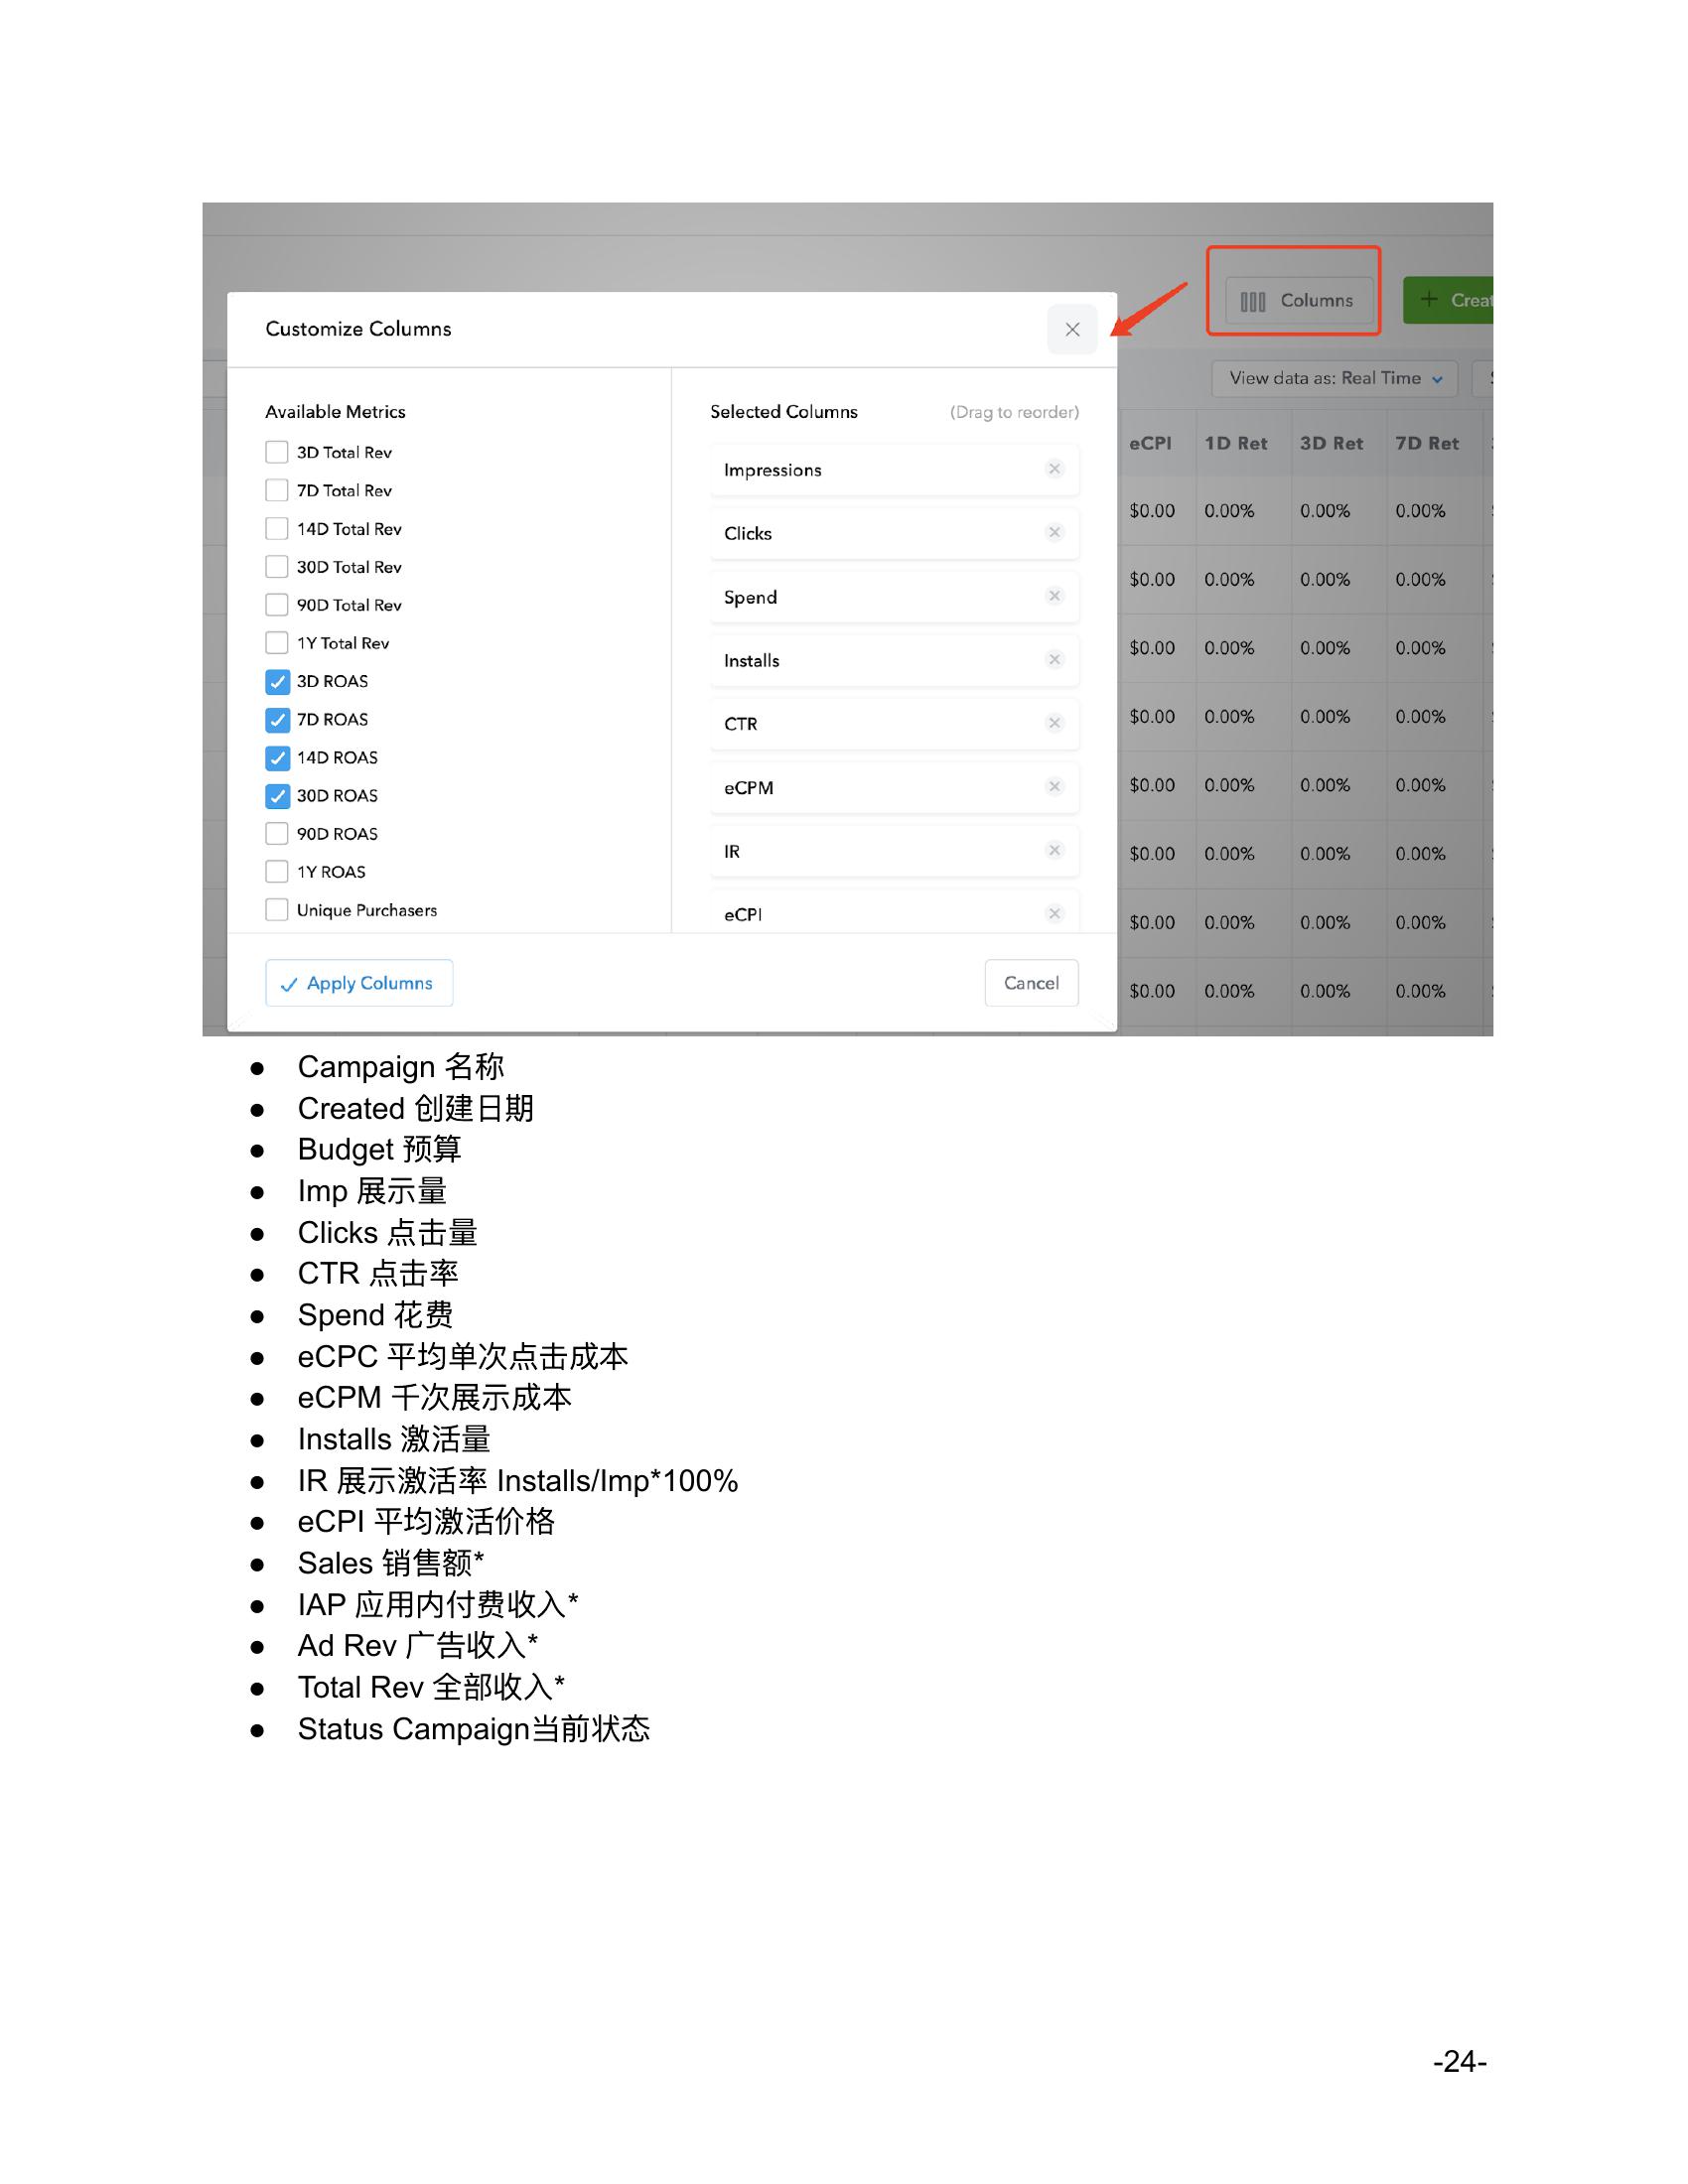 Columns
+ Creat
Customize Columns
View data as: Real Time
Available Metrics
Selected Columns (Drag to reorder)
eCPI 1D Ret 3D Ret 7D Ret
3D Total Rev
7D Total Rev
14D Total Rev
30D Total Rev
90D Total Rev
1Y Total Rev
3D ROAS
7D ROAS
14D ROAS
30D ROAS
90D ROAS
1Y ROAS
Unique Purchasers
Impressions
Clicks
Spend
Installs
CTR
eCPM
IR
eCPI
$0.00 0.00% 0.00% 0.00%
$0.00 0.00% 0.00% 0.00%
$0.00 0.00% 0.00% 0.00%
$0.00 0.00% 0.00% 0.00%
$0.00 0.00% 0.00% 0.00%
$0.00 0.00% 0.00% 0.00%
$0.00 0.00% 0.00% 0.00%
$0.00 0.00% 0.00% 0.00%
Apply Columns
Cancel
● Campaign 名称
● Created 创建日期
● Budget 预算
● Imp 展示量
● Clicks 点击量
● CTR 点击率
● Spend 花费
● eCPC 平均单次点击成本
● eCPM 千次展示成本
● Installs 激活量
● IR 展示激活率 Installs/Imp*100%
● eCPI 平均激活价格
● Sales 销售额*
● IAP 应用内付费收入*
● Ad Rev 广告收入*
● Total Rev 全部收入*
● Status Campaign当前状态
-24-